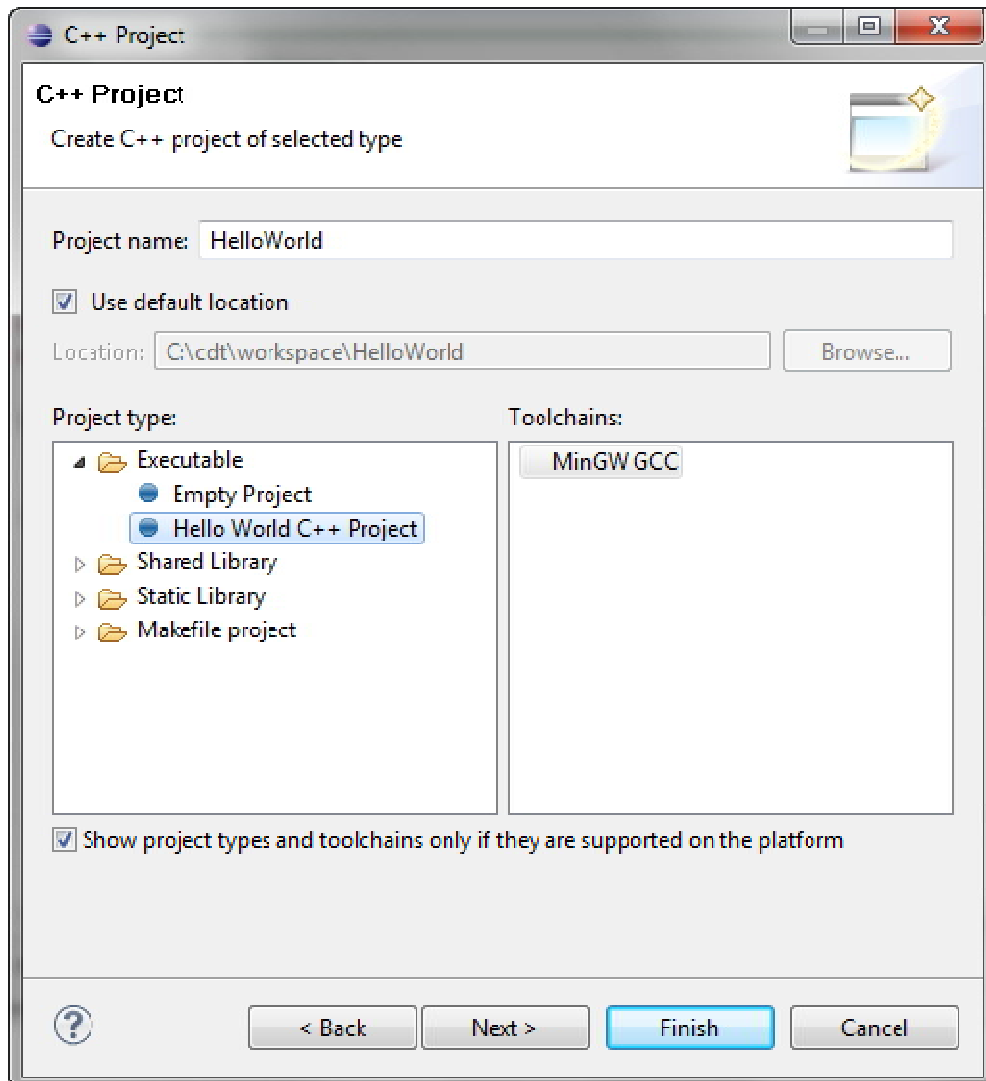 C++ Project
C++ Project
Create C++ project of selected type
Project name: HelloWorld
Use default location
Location: C:\cdt\workspace\HelloWorld Browse...
Project type: Toolchains:
Executable MinGW GCC
Empty Project
Hello World C++ Project
Shared Library
Static Library
Makefile project
Show project types and toolchains only if they are supported on the platform
? < Back Next > Finish Cancel